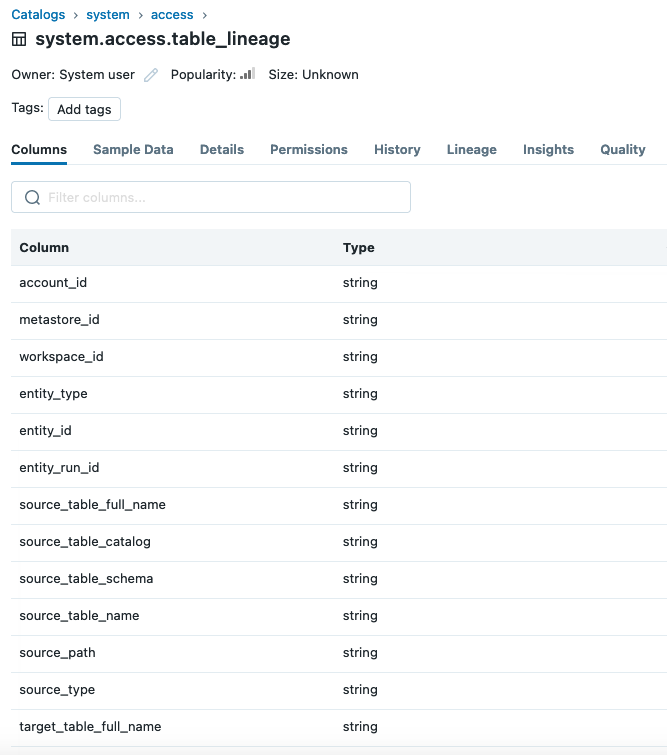 Catalogs › system › access ›
system.access.table_lineage
Owner: System user Popularity: Size: Unknown
Tags: Add tags
Columns Sample Data Details Permissions History Lineage Insights Quality
Filter columns...
Column Type
account_id string
metastore_id string
workspace_id string
entity_type string
entity_id string
entity_run_id string
source_table_full_name string
source_table_catalog string
source_table_schema string
source_table_name string
source_path string
source_type string
target_table_full_name string